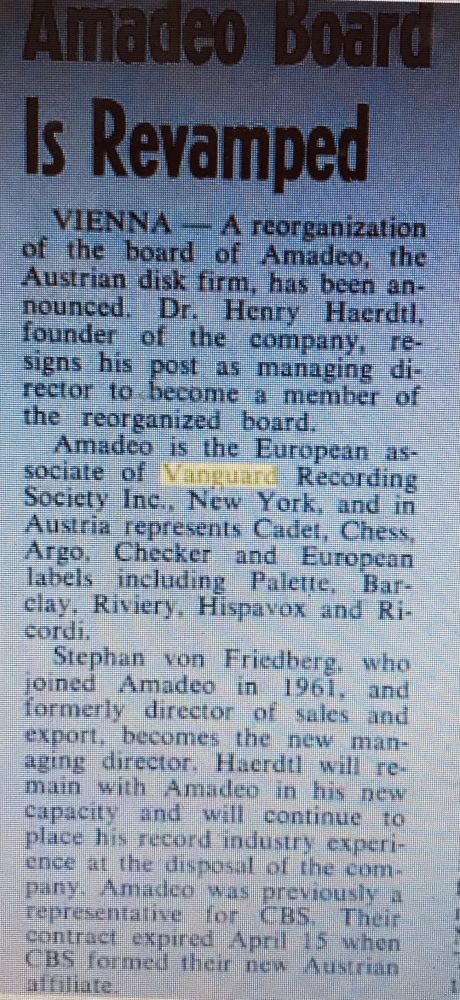 Amadeo Board
Is Revamped
VIENNA — A reorganization
of the board of Amadeo, the
Austrian disk firm, has been an-
nounced. Dr. Henry Haerdtl,
founder of the company, re-
signs his post as managing di-
rector to become a member of
the reorganized board.
Amadeo is the European as-
sociate of Vanguard Recording
Society Inc., New York, and in
Austria represents Cadet, Chess,
Argo, Checker and European
labels including Palette, Bar-
clay, Riviery, Hispavox and Ri-
cordi.
Stephan von Friedberg, who
joined Amadeo in 1961, and
formerly director of sales and
export, becomes the new man-
aging director. Haerdtl will re-
main with Amadeo in his new
capacity and will continue to
place his record industry experi-
ence at the disposal of the com-
pany. Amadeo was previously a
representative for CBS. Their
contract expired April 15 when
CBS formed their new Austrian
affiliate.